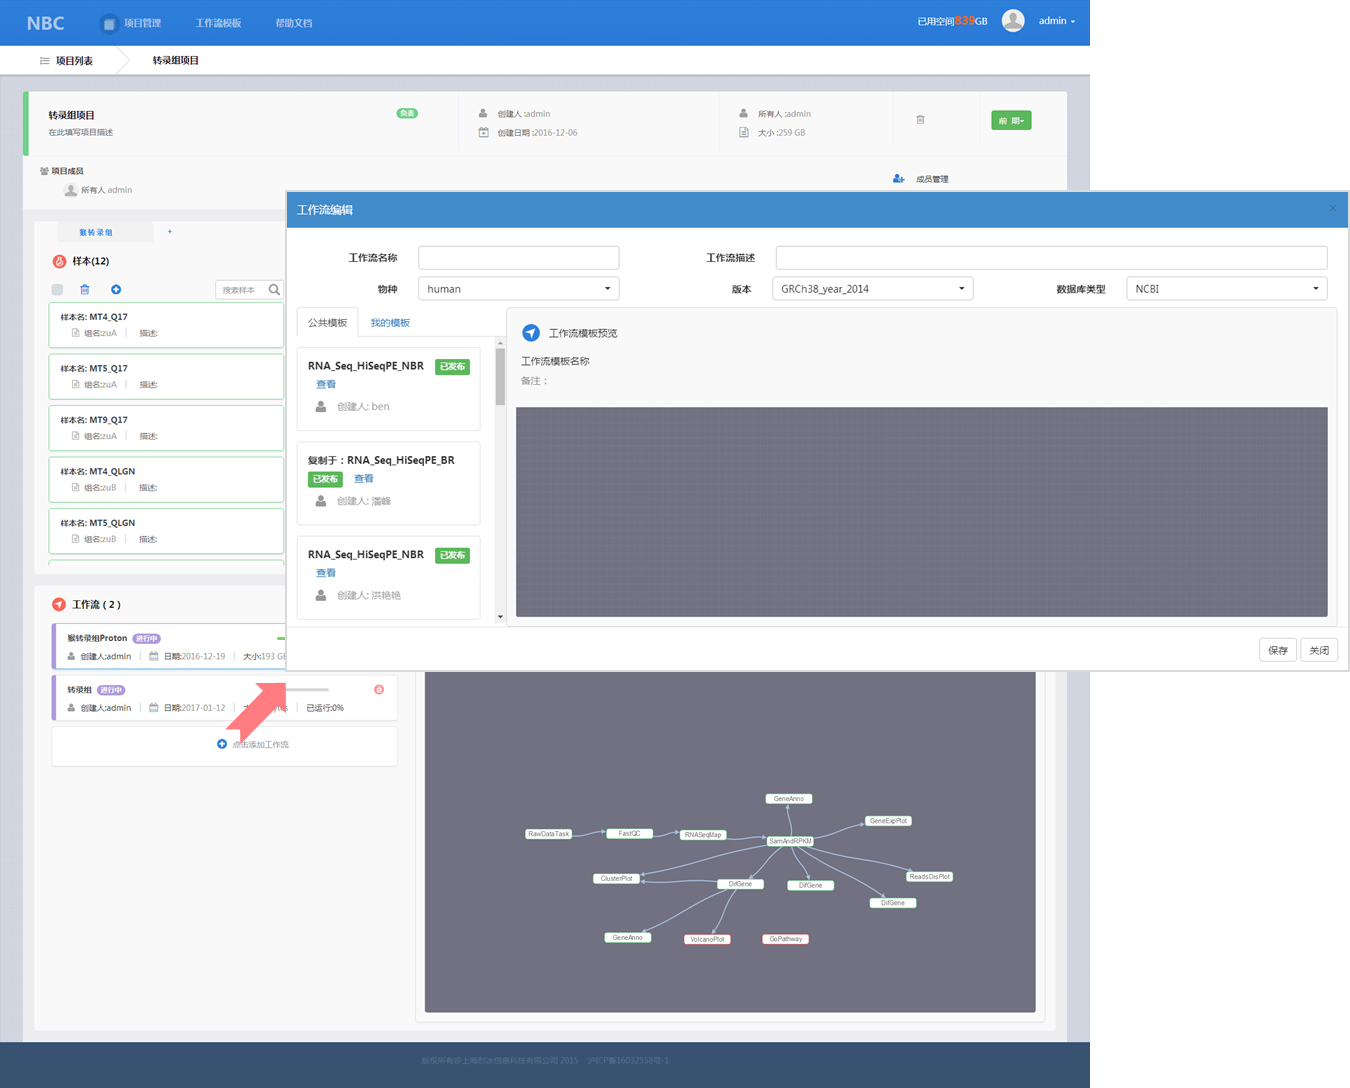 NBC 项目管理 工作流模板 帮助文档 已用空间839GB admin
项目列表 转录组项目
转录组项目 负责 创建人:admin 所有人:admin 前 期
在此填写项目描述 创建日期:2016-12-06 大小:259 GB
项目成员
所有人 admin 成员管理
猴转录组 +
样本(12)
搜索样本
样本名: MT4_Q17
组名:zuA 描述:
样本名: MT5_Q17
组名:zuA 描述:
样本名: MT9_Q17
组名:zuA 描述:
样本名: MT4_QLGN
组名:zuB 描述:
样本名: MT5_QLGN
组名:zuB 描述:
工作流 ( 2 )
猴转录组Proton 进行中
创建人:admin 日期:2016-12-19 大小:193 GB
转录组 进行中
创建人:admin 日期:2017-01-12 已运行:0%
点击添加工作流
工作流编辑 ×
工作流名称 工作流描述
物种 human 版本 GRCh38_year_2014 数据库类型 NCBI
公共模板 我的模板
RNA_Seq_HiSeqPE_NBR 已发布
查看
创建人: ben
复制于：RNA_Seq_HiSeqPE_BR
已发布 查看
创建人: 潘峰
RNA_Seq_HiSeqPE_NBR 已发布
查看
创建人: 洪艳艳
工作流模板预览
工作流模板名称
备注：
保存 关闭
GeneAnno
GeneExpPlot
RawDataTask FastQC RNASeqMap SamAndRPKM
ClusterPlot DifGene DifGene ReadsDisPlot
DifGene
GeneAnno VolcanoPlot GoPathway
版权所有@上海烈冰信息科技有限公司 2015 沪ICP备16032558号-1